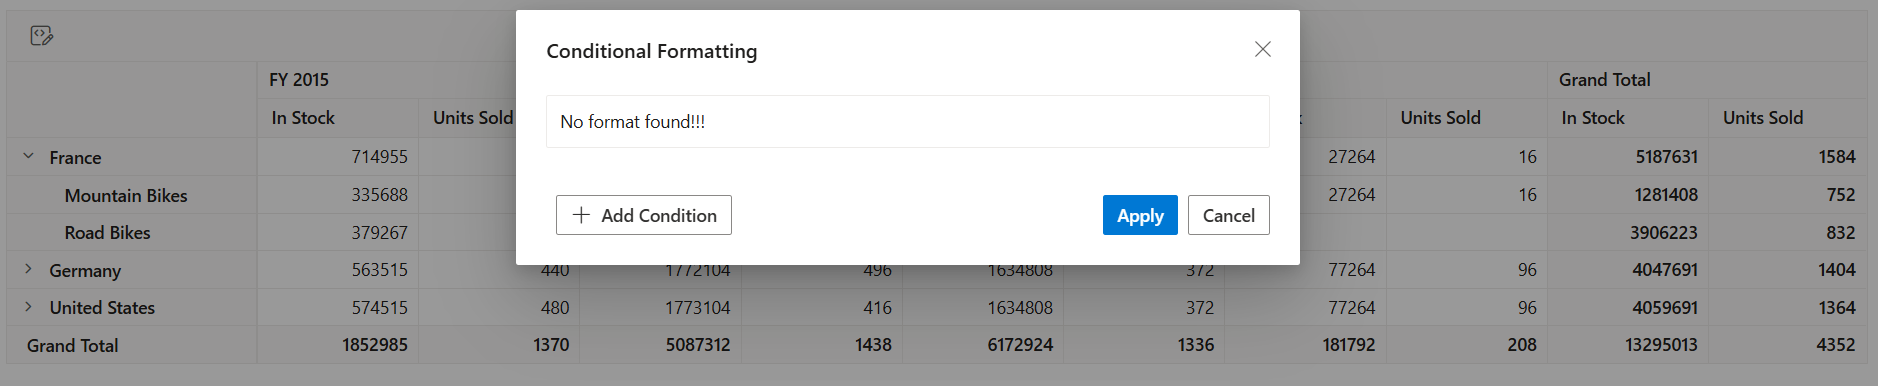 Conditional Formatting
No format found!!!
Add Condition Apply Cancel
FY 2015 Grand Total
In Stock Units Sold Units Sold In Stock Units Sold
France 714955 27264 16 5187631 1584
Mountain Bikes 335688 27264 16 1281408 752
Road Bikes 379267 3906223 832
Germany 563515 440 1772104 496 1634808 372 77264 96 4047691 1404
United States 574515 480 1773104 416 1634808 372 77264 96 4059691 1364
Grand Total 1852985 1370 5087312 1438 6172924 1336 181792 208 13295013 4352